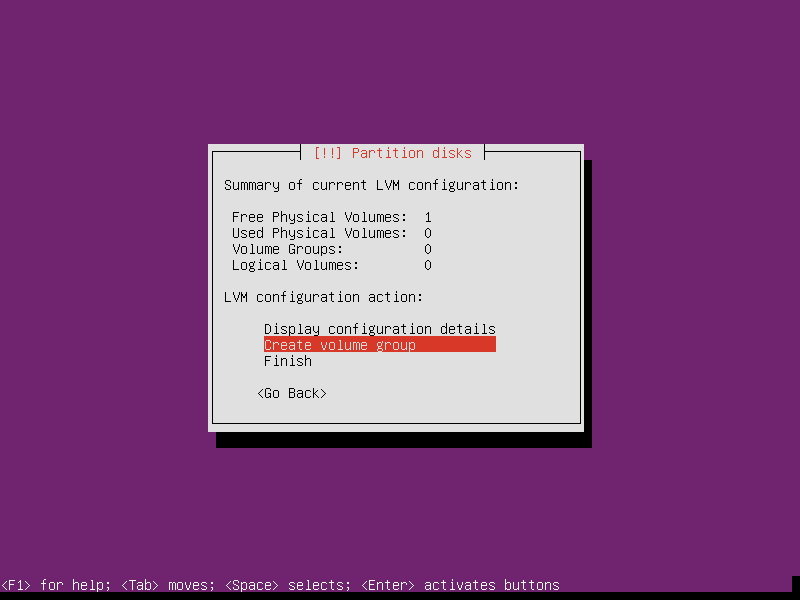 [!!] Partition disks
Summary of current LVM configuration:
Free Physical Volumes: 1
Used Physical Volumes: 0
Volume Groups: 0
Logical Volumes: 0
LVM configuration action:
Display configuration details
Create volume group
Finish
<Go Back>
<F1> for help; <Tab> moves; <Space> selects; <Enter> activates buttons